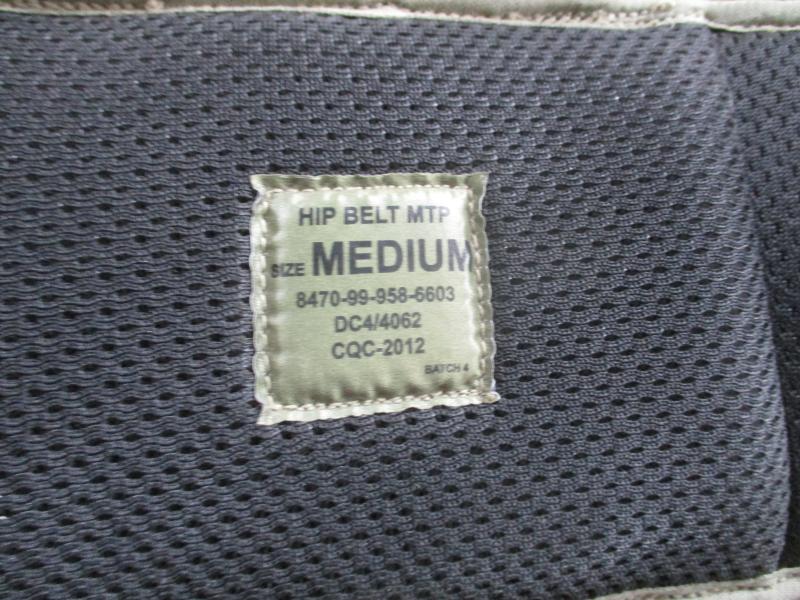 HIP BELT MTP
SIZE MEDIUM
8470-99-958-6603
DC4/4062
CQC-2012
BATCH 4